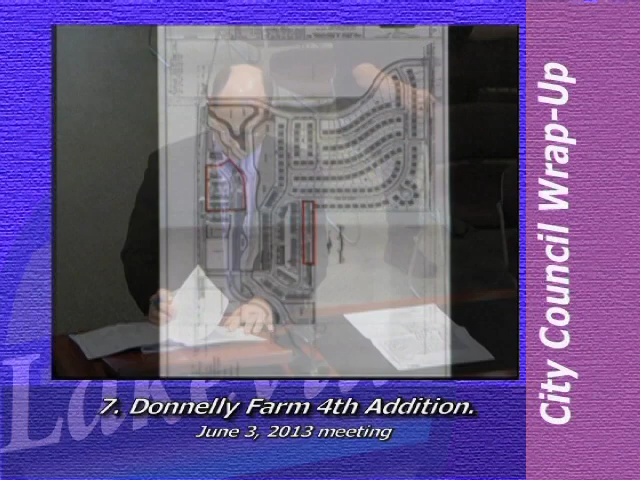 City Council Wrap-Up
7. Donnelly Farm 4th Addition.
June 3, 2013 meeting